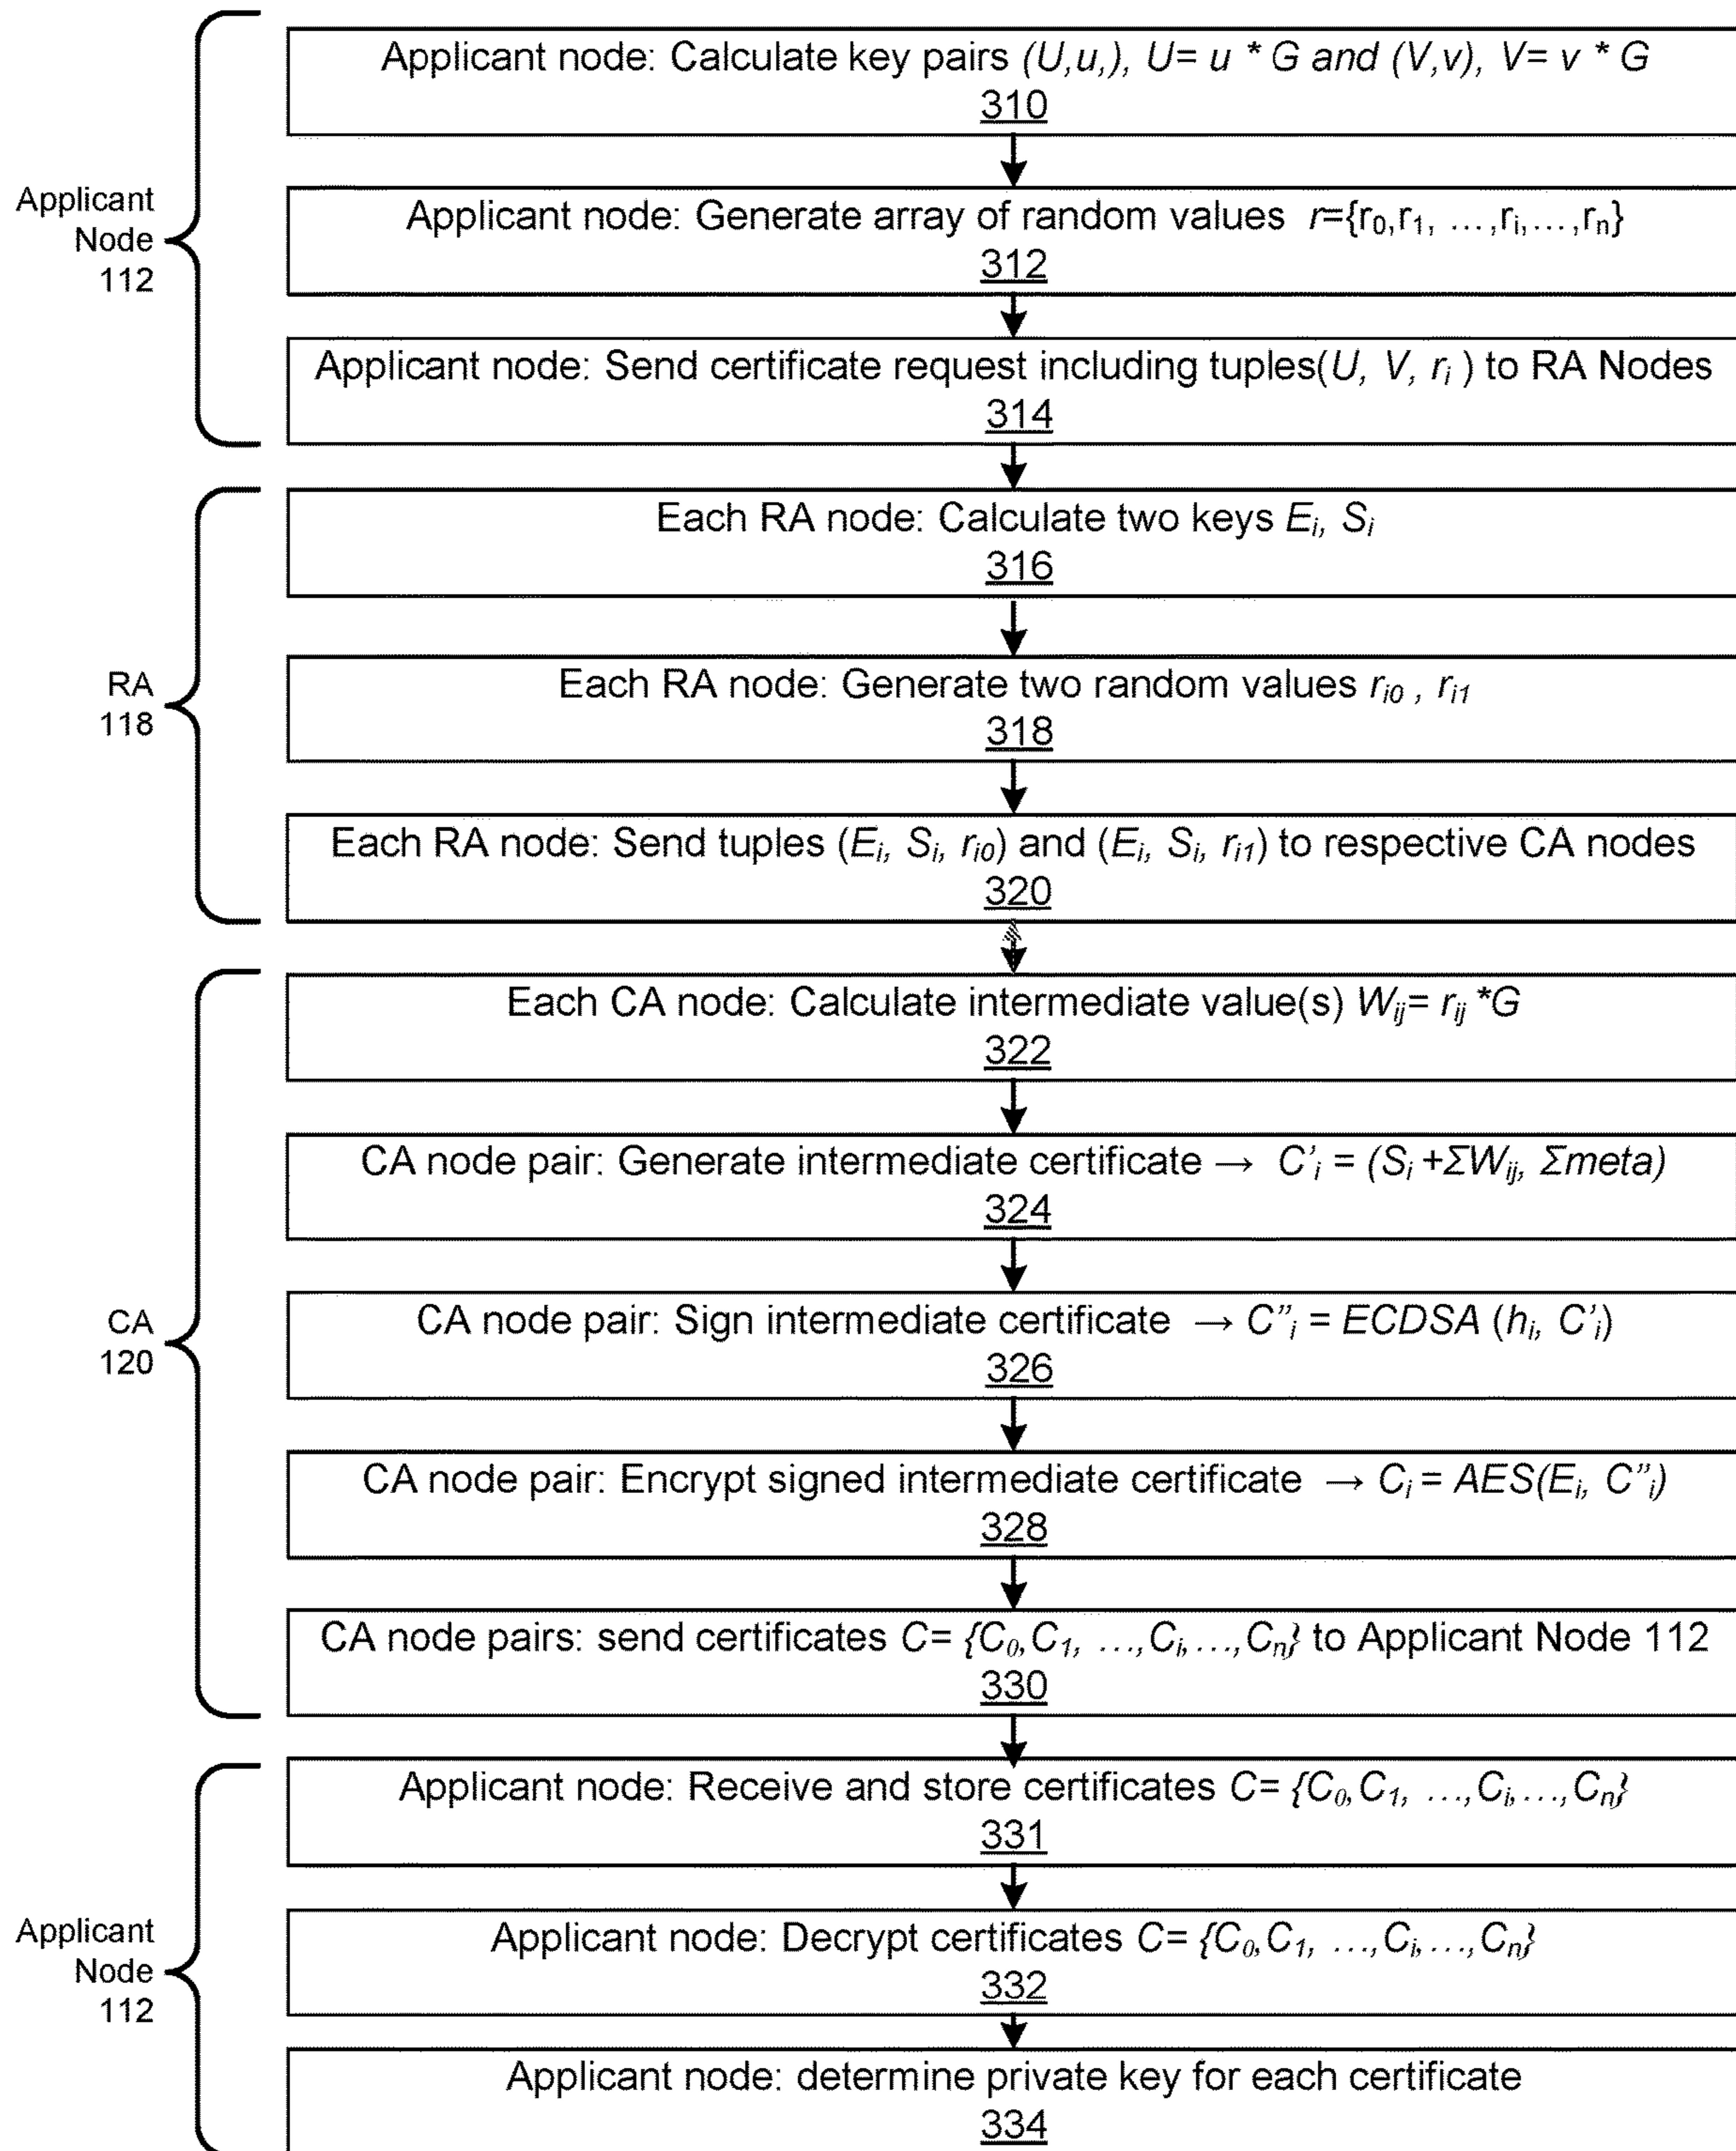 Applicant node: Calculate key pairs (U,u,), U= u * G and (V,v), V= v * G
310
Applicant node: Generate array of random values r={r0,r1, ...,ri,...,rn}
312
Applicant node: Send certificate request including tuples(U, V, ri ) to RA Nodes
314
Applicant
Node
112
Each RA node: Calculate two keys Ei, Si
316
Each RA node: Generate two random values ri0 , ri1
318
Each RA node: Send tuples (Ei, Si, ri0) and (Ei, Si, ri1) to respective CA nodes
320
RA
118
Each CA node: Calculate intermediate value(s) Wij= rij *G
322
CA node pair: Generate intermediate certificate → C'i = (Si +ΣWij, Σmeta)
324
CA node pair: Sign intermediate certificate → C"i = ECDSA (hi, C'i)
326
CA node pair: Encrypt signed intermediate certificate → Ci = AES(Ei, C"i)
328
CA node pairs: send certificates C= {C0,C1, ...,Ci,...,Cn} to Applicant Node 112
330
CA
120
Applicant node: Receive and store certificates C= {C0,C1, ...,Ci,...,Cn}
331
Applicant node: Decrypt certificates C= {C0,C1, ...,Ci,...,Cn}
332
Applicant node: determine private key for each certificate
334
Applicant
Node
112